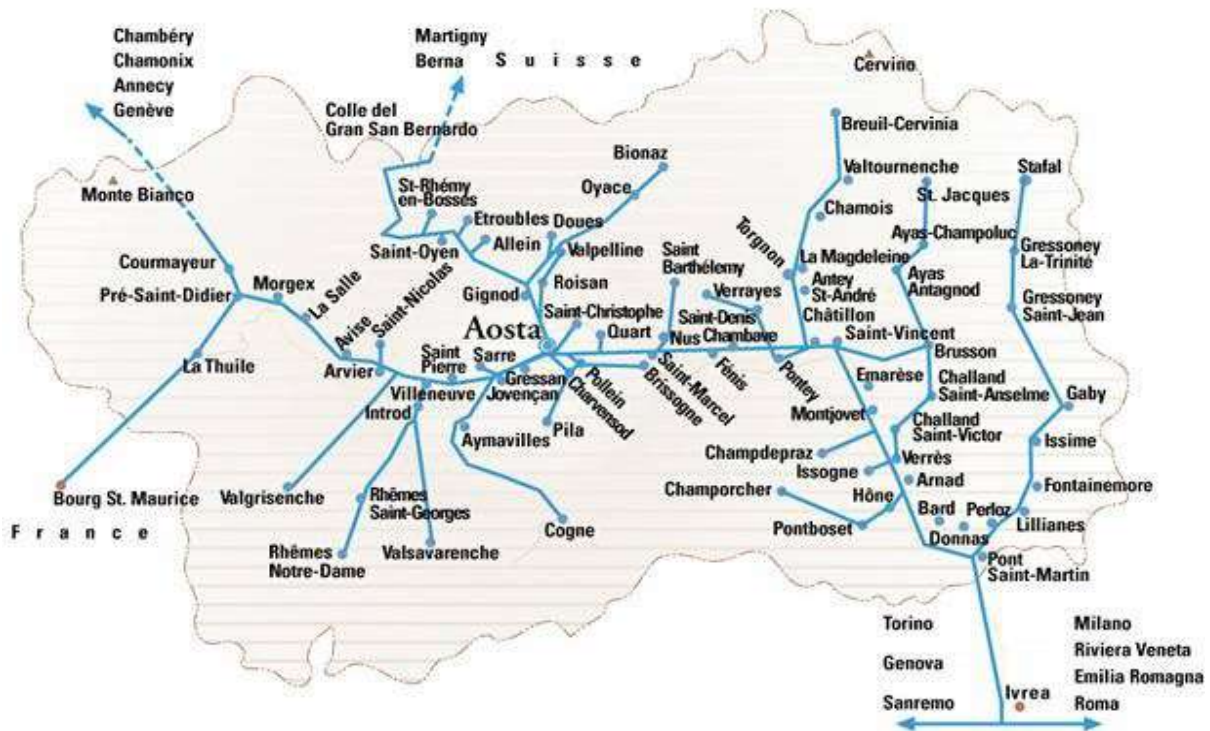 Chambéry
Chamonix
Annecy
Genève
Martigny
Berna
Suisse
Cervino
Colle del
Gran San Bernardo
Breuil-Cervinia
Bionaz
Valtournenche
Stafal
Monte Bianco
St-Rhémy
en-Bosses
Oyace
St. Jacques
Etroubles
Doues
Chamois
Saint-Oyen
Allein
Valpelline
Saint
Barthélemy
Torgnon
Ayas-Champoluc
Courmayeur
La Magdeleine
Gressoney
La-Trinité
Pré-Saint-Didier
Morgex
La Salle
Saint-Nicolas
Gignod
Roisan
Verrayes
Antey
St-André
Ayas
Antagnod
Saint-Christophe
Saint-Denis
Châtillon
Gressoney
Saint-Jean
Aosta
Quart
Nus
Chambave
Saint-Vincent
La Thuile
Avise
Arvier
Saint
Pierre
Sarre
Brusson
Villeneuve
Gressan
Jovençan
Charvensod
Pollein
Brissogne
Saint-Marcel
Fénis
Pontey
Emarèse
Challand
Saint-Anselme
Introd
Montjovet
Gaby
Aymavilles
Pila
Challand
Saint-Victor
Issime
Champdepraz
Verrès
Issogne
Arnad
Bourg St. Maurice
Valgrisenche
Rhêmes
Saint-Georges
Champorcher
Hône
Fontainemore
France
Cogne
Pontboset
Bard
Perloz
Donnas
Lillianes
Rhêmes
Notre-Dame
Valsavarenche
Pont
Saint-Martin
Torino
Genova
Sanremo
Ivrea
Milano
Riviera Veneta
Emilia Romagna
Roma